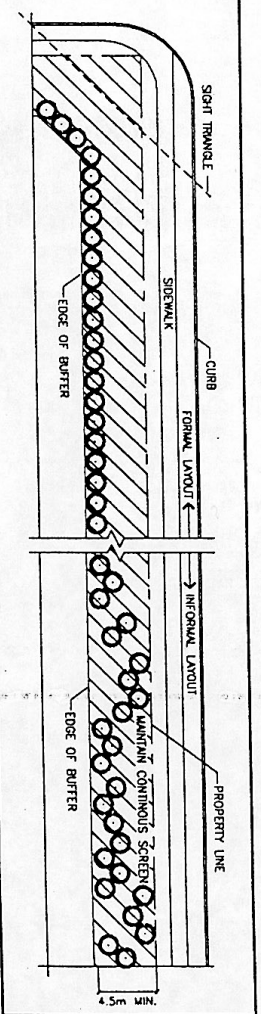 SIGHT TRIANGLE
CURB
SIDEWALK
FORMAL LAYOUT
INFORMAL LAYOUT
EDGE OF BUFFER
PROPERTY LINE
MAINTAIN CONTINUOUS SCREEN
EDGE OF BUFFER
4.5m MIN.